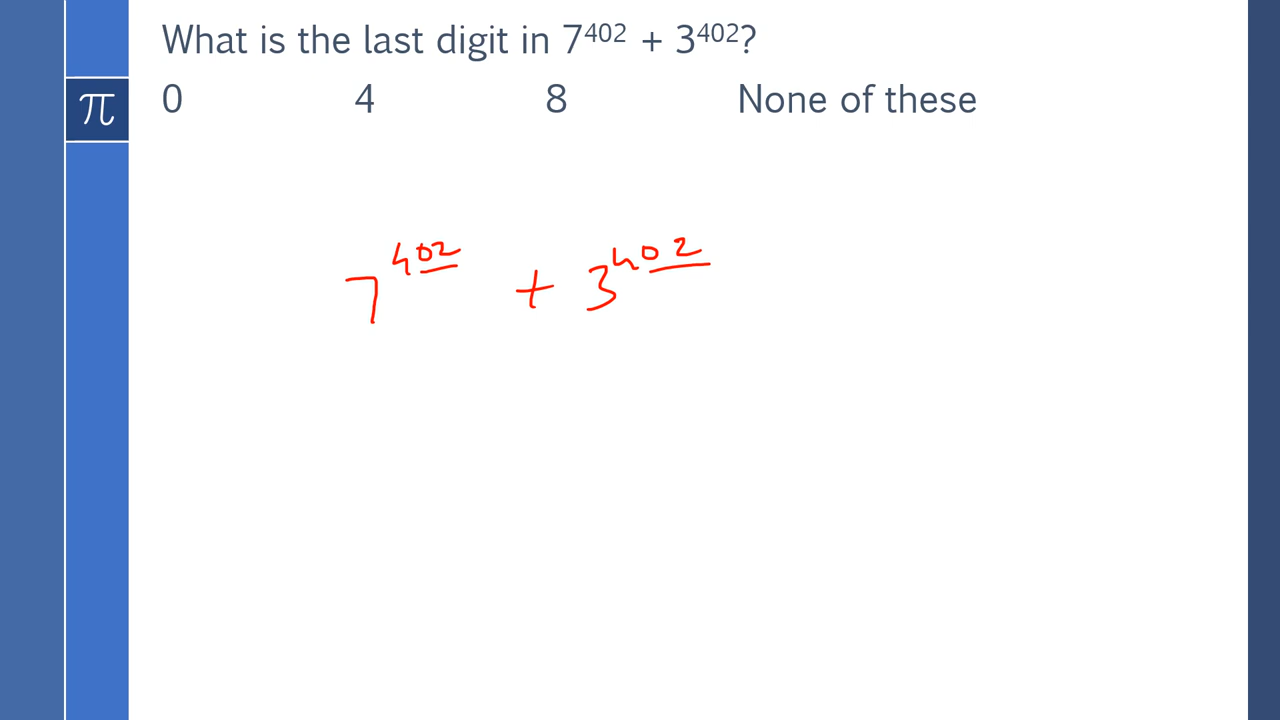 What is the last digit in 7⁴⁰² + 3⁴⁰²?
π
0 4 8 None of these
7⁴⁰² + 3⁴⁰²